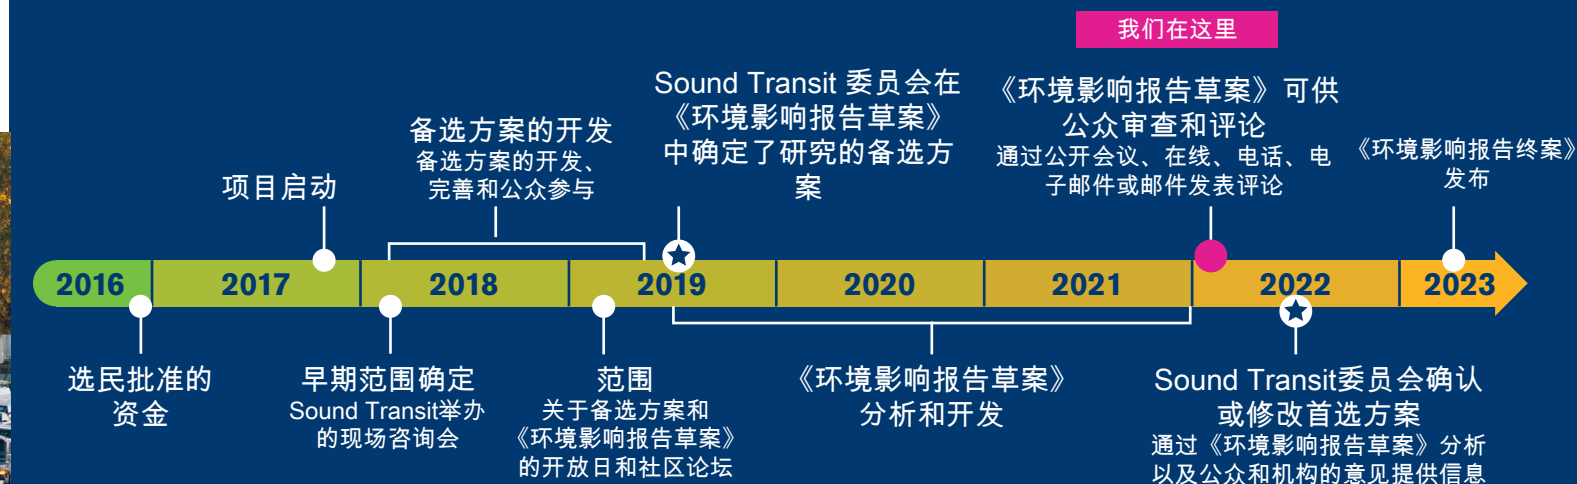 我们在这里
Sound Transit 委员会在
《环境影响报告草案》
中确定了研究的备选方
案
《环境影响报告草案》可供
公众审查和评论
通过公开会议、在线、电话、电
子邮件或邮件发表评论
《环境影响报告终案》
发布
备选方案的开发
备选方案的开发、
完善和公众参与
项目启动
2016
2017
2018
2019
2020
2021
2022
2023
选民批准的
资金
早期范围确定
Sound Transit举办
的现场咨询会
范围
关于备选方案和
《环境影响报告草案》
的开放日和社区论坛
《环境影响报告草案》
分析和开发
Sound Transit委员会确认
或修改首选方案
通过《环境影响报告草案》分析
以及公众和机构的意见提供信息